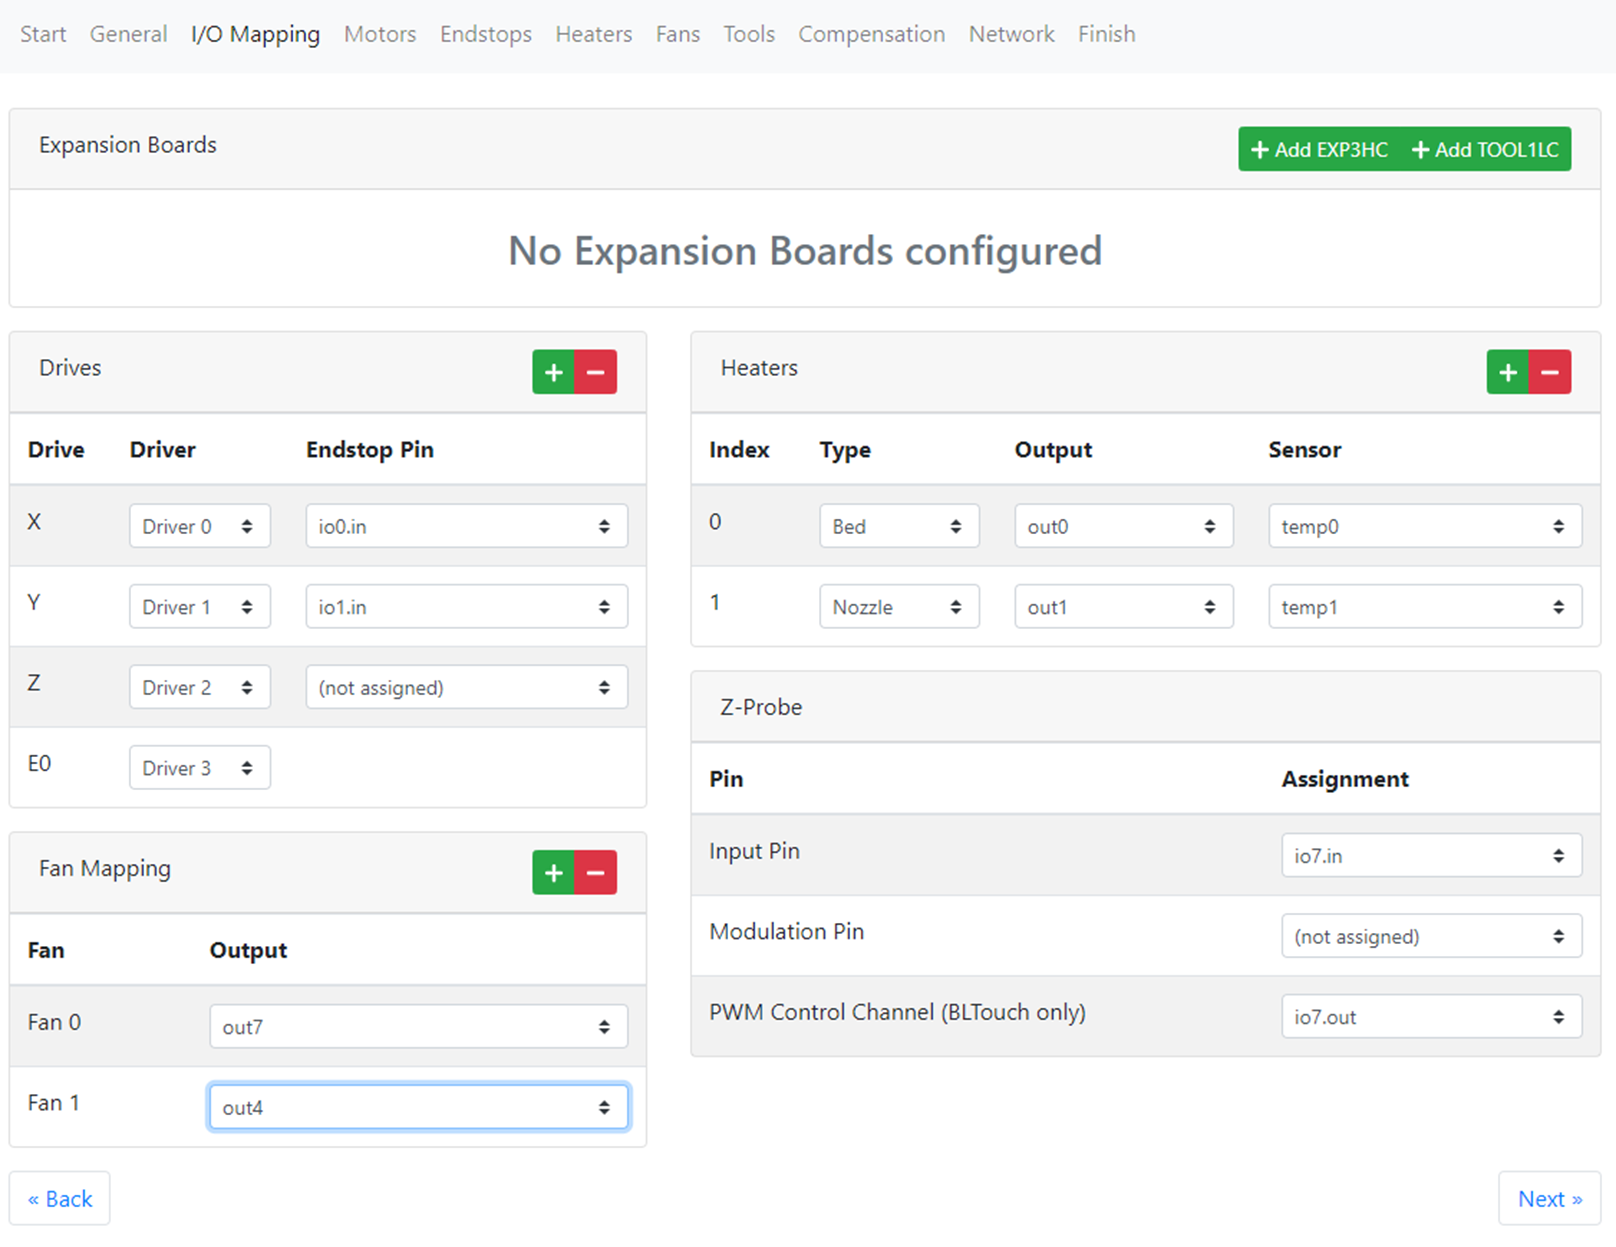 Start General I/O Mapping Motors Endstops Heaters Fans Tools Compensation Network Finish
Expansion Boards
Add EXP3HC Add TOOL1LC
No Expansion Boards configured
Drives
Drive Driver Endstop Pin
X Driver 0 io0.in
Y Driver 1 io1.in
Z Driver 2 (not assigned)
E0 Driver 3
Fan Mapping
Fan Output
Fan 0 out7
Fan 1 out4
Heaters
Index Type Output Sensor
0 Bed out0 temp0
1 Nozzle out1 temp1
Z-Probe
Pin Assignment
Input Pin io7.in
Modulation Pin (not assigned)
PWM Control Channel (BLTouch only) io7.out
« Back
Next »